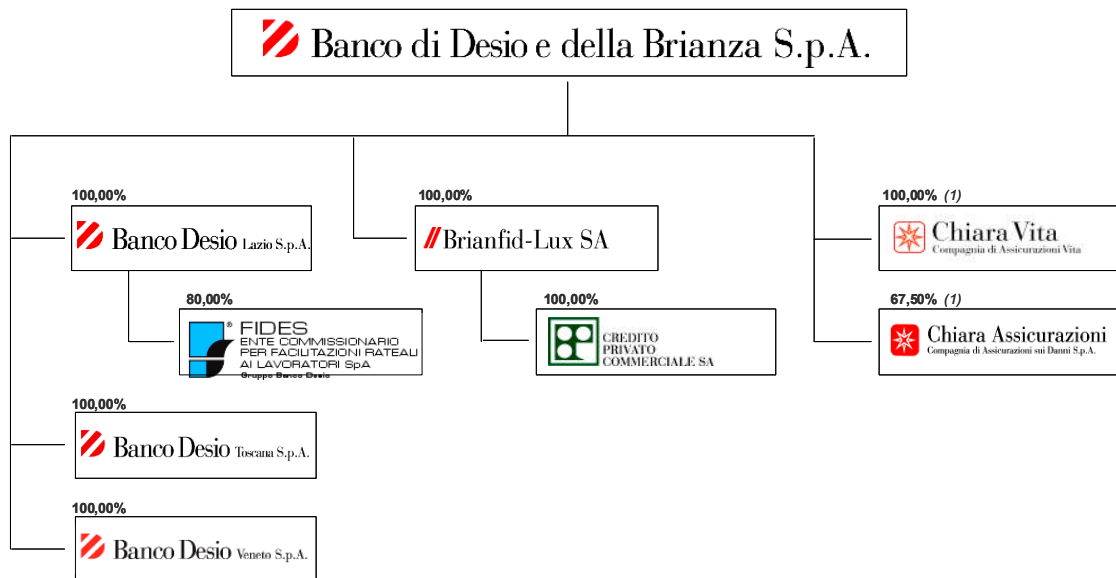 Banco di Desio e della Brianza S.p.A.
100,00%
Banco Desio Lazio S.p.A.
80,00%
® FIDES
ENTE COMMISSIONARIO
PER FACILITAZIONI RATEALI
AI LAVORATORI SpA
Gruppo Banco Desio
100,00%
Banco Desio Toscana S.p.A.
100,00%
Banco Desio Veneto S.p.A.
100,00%
Brianfid-Lux SA
100,00%
CREDITO
PRIVATO
COMMERCIALE SA
100,00% (1)
Chiara Vita
Compagnia di Assicurazioni Vita
67,50% (1)
Chiara Assicurazioni
Compagnia di Assicurazioni sui Danni S.p.A.